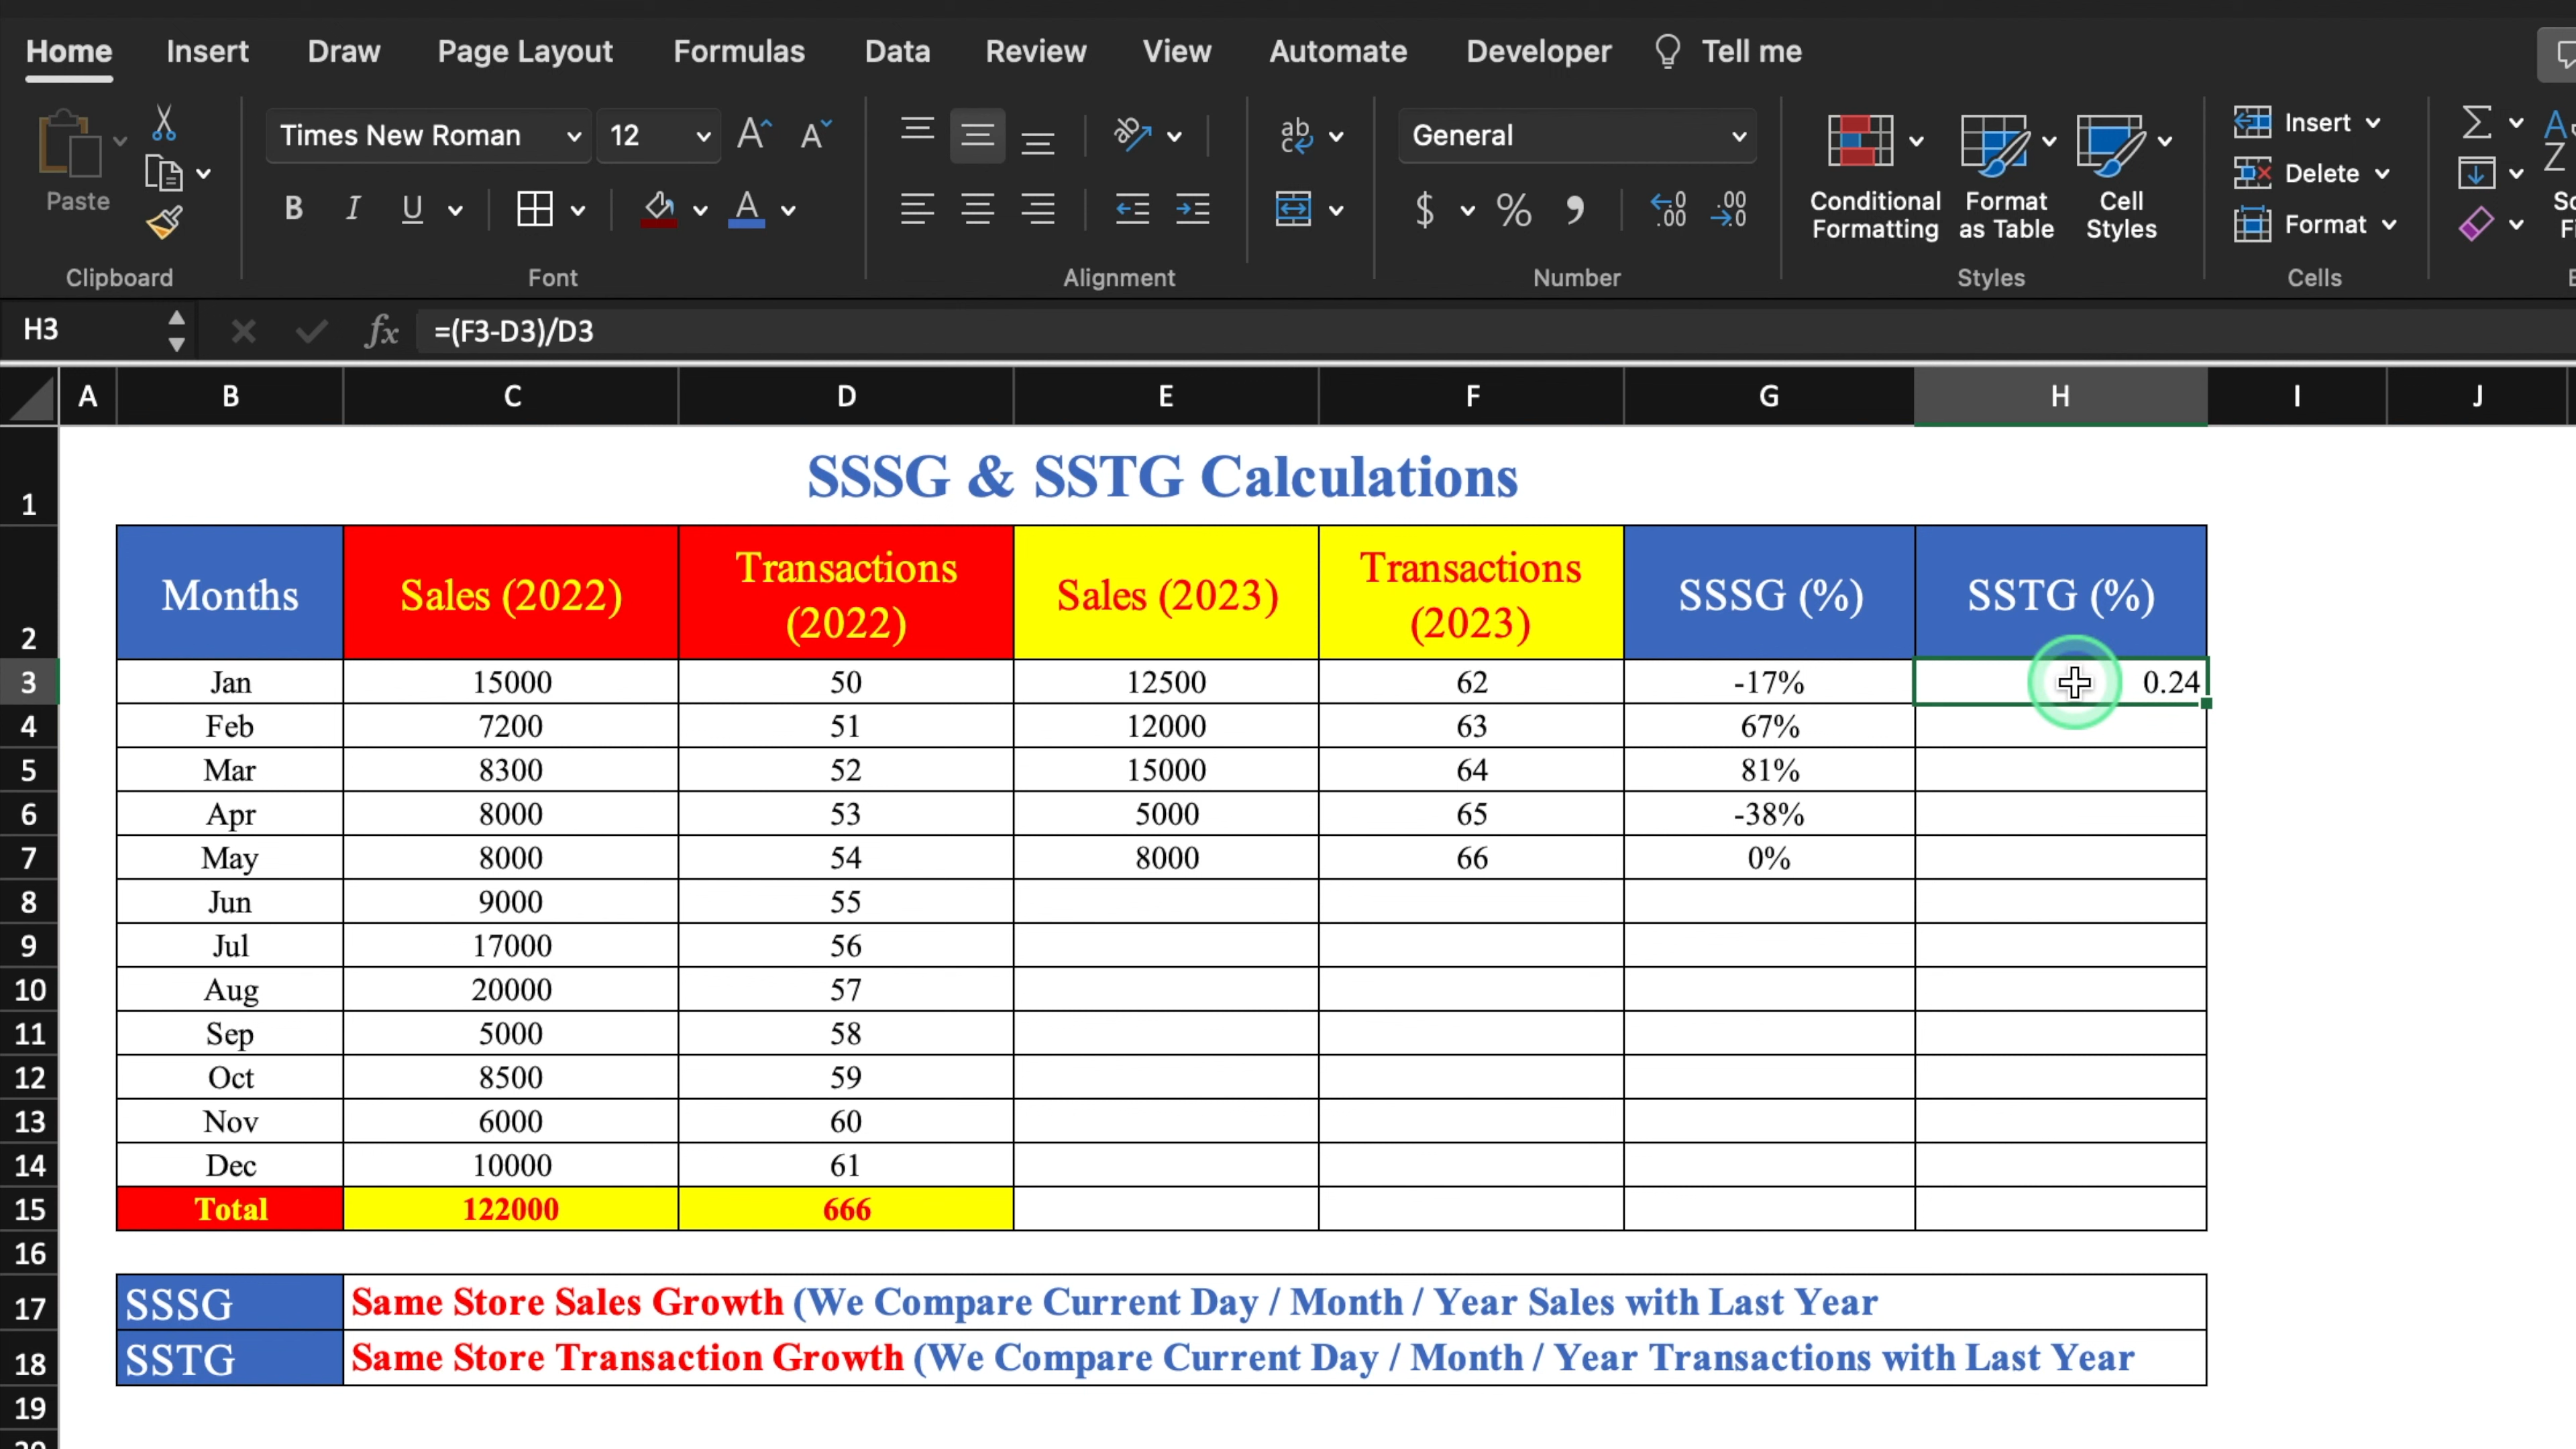 Home Insert Draw Page Layout Formulas Data Review View Automate Developer Tell me
Paste
Times New Roman 12
General
Conditional Formatting
Format as Table
Cell Styles
Insert
Delete
Format
Clipboard Font Alignment Number Styles Cells
H3 fx =(F3-D3)/D3
A B C D E F G H I J
1 SSSG & SSTG Calculations
2 Months Sales (2022) Transactions (2022) Sales (2023) Transactions (2023) SSSG (%) SSTG (%)
3 Jan 15000 50 12500 62 -17% 0.24
4 Feb 7200 51 12000 63 67%
5 Mar 8300 52 15000 64 81%
6 Apr 8000 53 5000 65 -38%
7 May 8000 54 8000 66 0%
8 Jun 9000 55
9 Jul 17000 56
10 Aug 20000 57
11 Sep 5000 58
12 Oct 8500 59
13 Nov 6000 60
14 Dec 10000 61
15 Total 122000 666
16
17 SSSG Same Store Sales Growth (We Compare Current Day / Month / Year Sales with Last Year
18 SSTG Same Store Transaction Growth (We Compare Current Day / Month / Year Transactions with Last Year
19